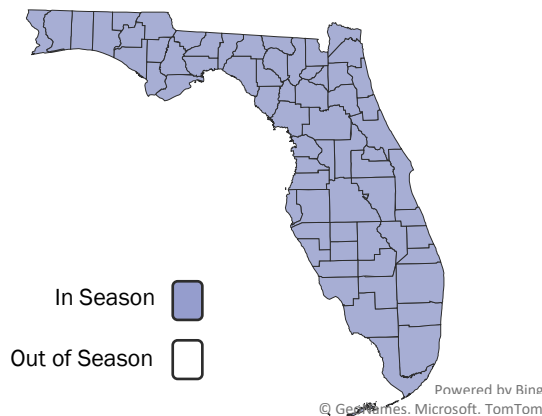 In Season
Out of Season
Powered by Bing
© GeoNames, Microsoft, TomTom